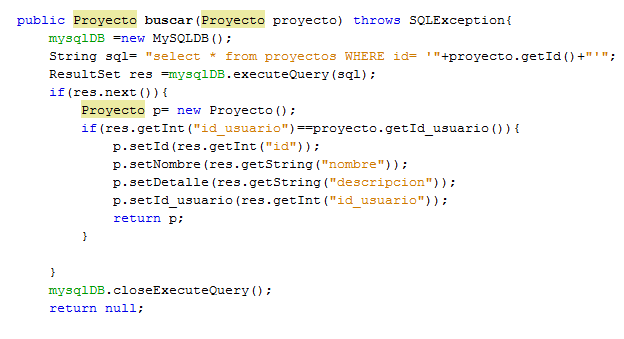 public Proyecto buscar(Proyecto proyecto) throws SQLException{
mysqlDB =new MySQLDB();
String sql= "select * from proyectos WHERE id= '"+proyecto.getId()+"'";
ResultSet res =mysqlDB.executeQuery(sql);
if(res.next()){
Proyecto p= new Proyecto();
if(res.getInt("id_usuario")==proyecto.getId_usuario()){
p.setId(res.getInt("id"));
p.setNombre(res.getString("nombre"));
p.setDetalle(res.getString("descripcion"));
p.setId_usuario(res.getInt("id_usuario"));
return p;
}
}
mysqlDB.closeExecuteQuery();
return null;